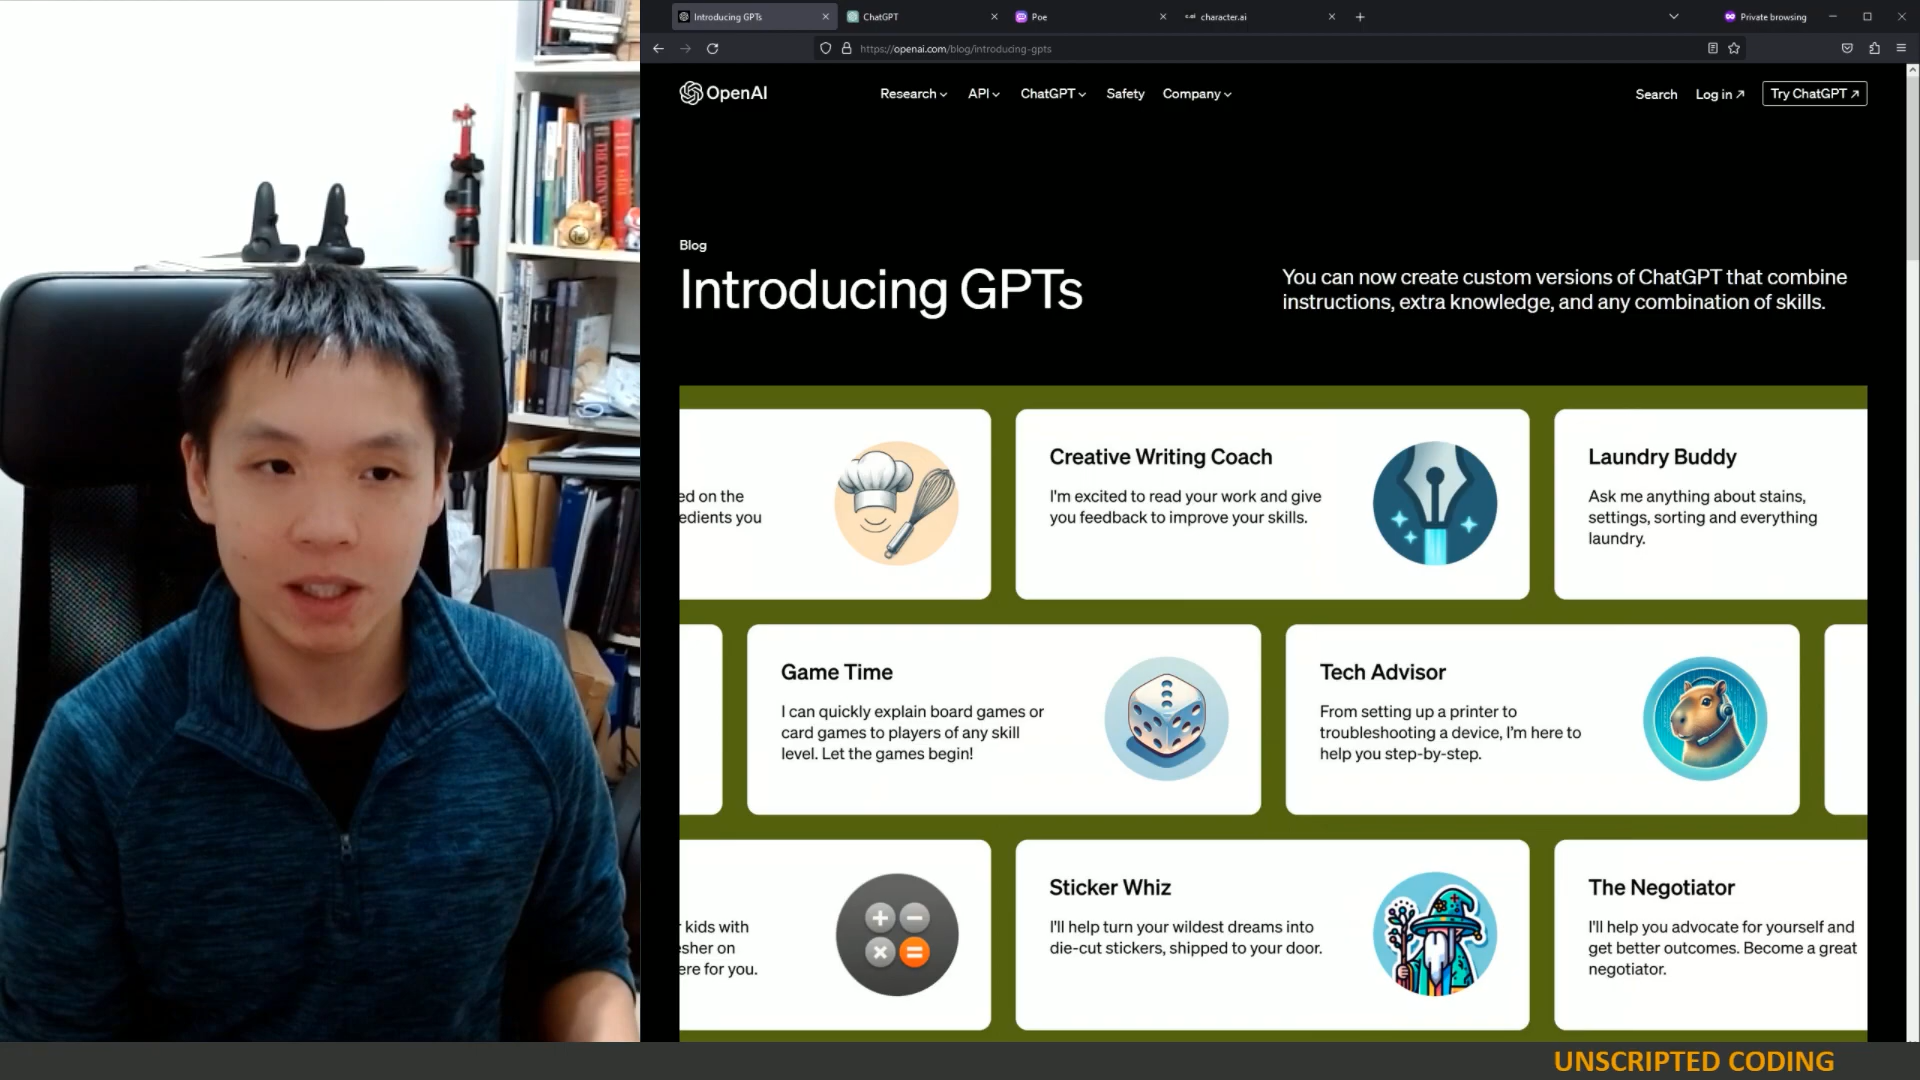 Introducing GPTs
ChatGPT
Poe
c.ai character.ai
Private browsing
https://openai.com/blog/introducing-gpts
OpenAI
Research
API
ChatGPT
Safety
Company
Search
Log in
Try ChatGPT
Blog
Introducing GPTs
You can now create custom versions of ChatGPT that combine
instructions, extra knowledge, and any combination of skills.
ed on the
edients you
Creative Writing Coach
I'm excited to read your work and give
you feedback to improve your skills.
Laundry Buddy
Ask me anything about stains,
settings, sorting and everything
laundry.
Game Time
I can quickly explain board games or
card games to players of any skill
level. Let the games begin!
Tech Advisor
From setting up a printer to
troubleshooting a device, I'm here to
help you step-by-step.
kids with
esher on
ere for you.
Sticker Whiz
I'll help turn your wildest dreams into
die-cut stickers, shipped to your door.
The Negotiator
I'll help you advocate for yourself and
get better outcomes. Become a great
negotiator.
UNSCRIPTED CODING